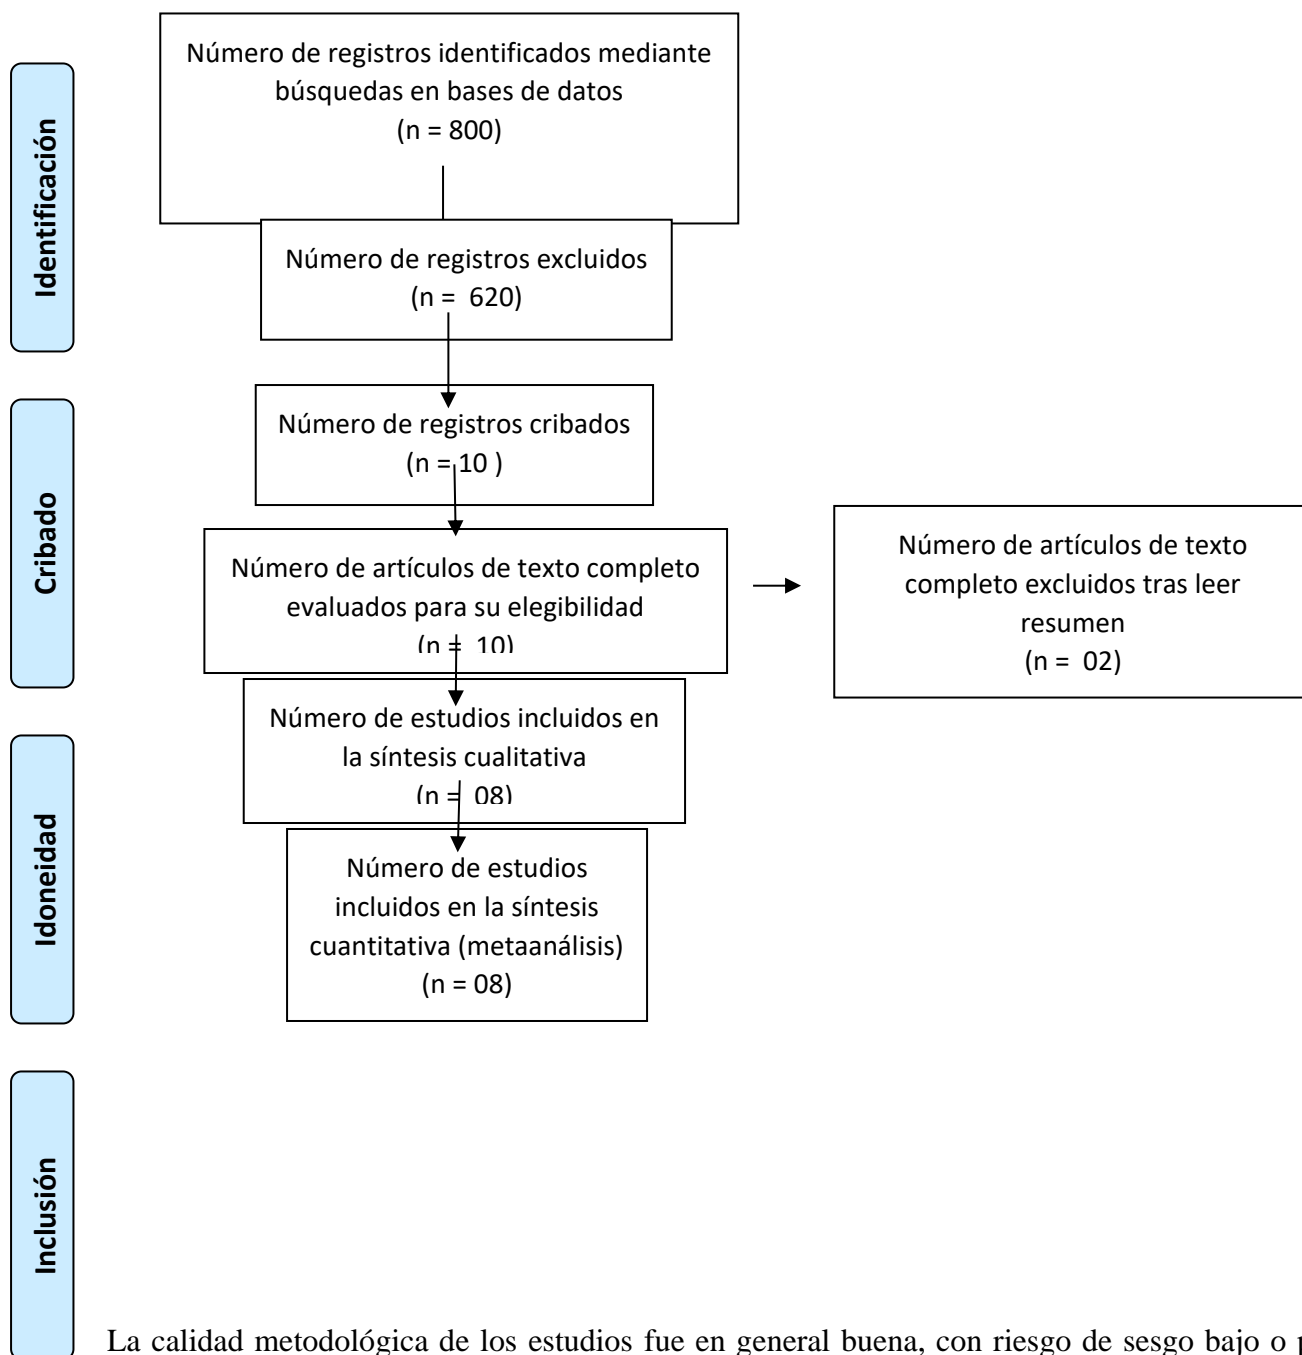 Número de registros identificados mediante
búsquedas en bases de datos
(n = 800)
Identificación
Número de registros excluidos
(n = 620)
Número de registros cribados
(n = 10 )
Cribado
Número de artículos de texto completo
evaluados para su elegibilidad
(n = 10)
Número de artículos de texto
completo excluidos tras leer
resumen
(n = 02)
Número de estudios incluidos en
la síntesis cualitativa
(n = 08)
Idoneidad
Número de estudios
incluidos en la síntesis
cuantitativa (metaanálisis)
(n = 08)
Inclusión
La calidad metodológica de los estudios fue en general buena, con riesgo de sesgo bajo o